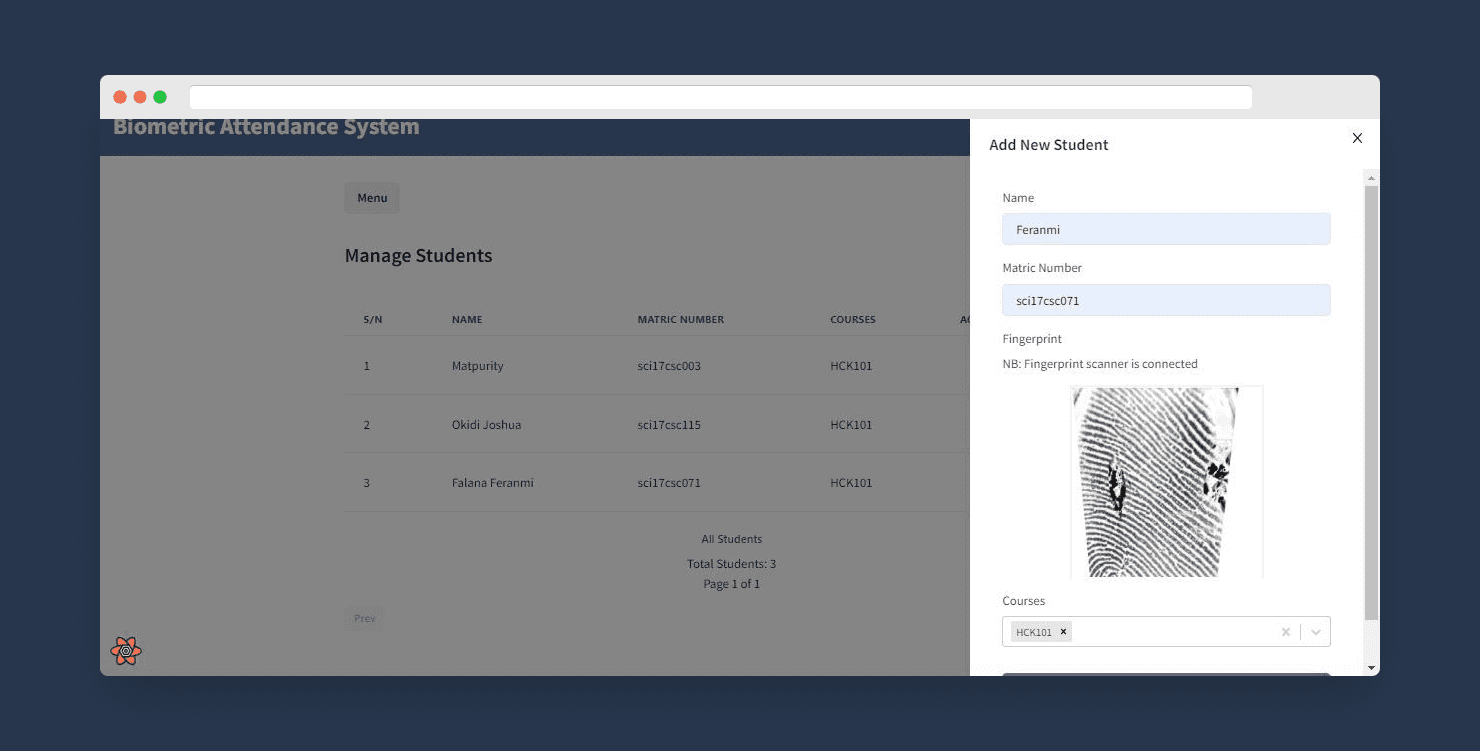 Biometric Attendance System
Menu
Manage Students
S/N NAME MATRIC NUMBER COURSES
1 Matpurity sci17csc003 HCK101
2 Okidi Joshua sci17csc115 HCK101
3 Falana Feranmi sci17csc071 HCK101
All Students
Total Students: 3
Page 1 of 1
Prev
Add New Student
Name
Feranmi
Matric Number
sci17csc071
Fingerprint
NB: Fingerprint scanner is connected
Courses
HCK101